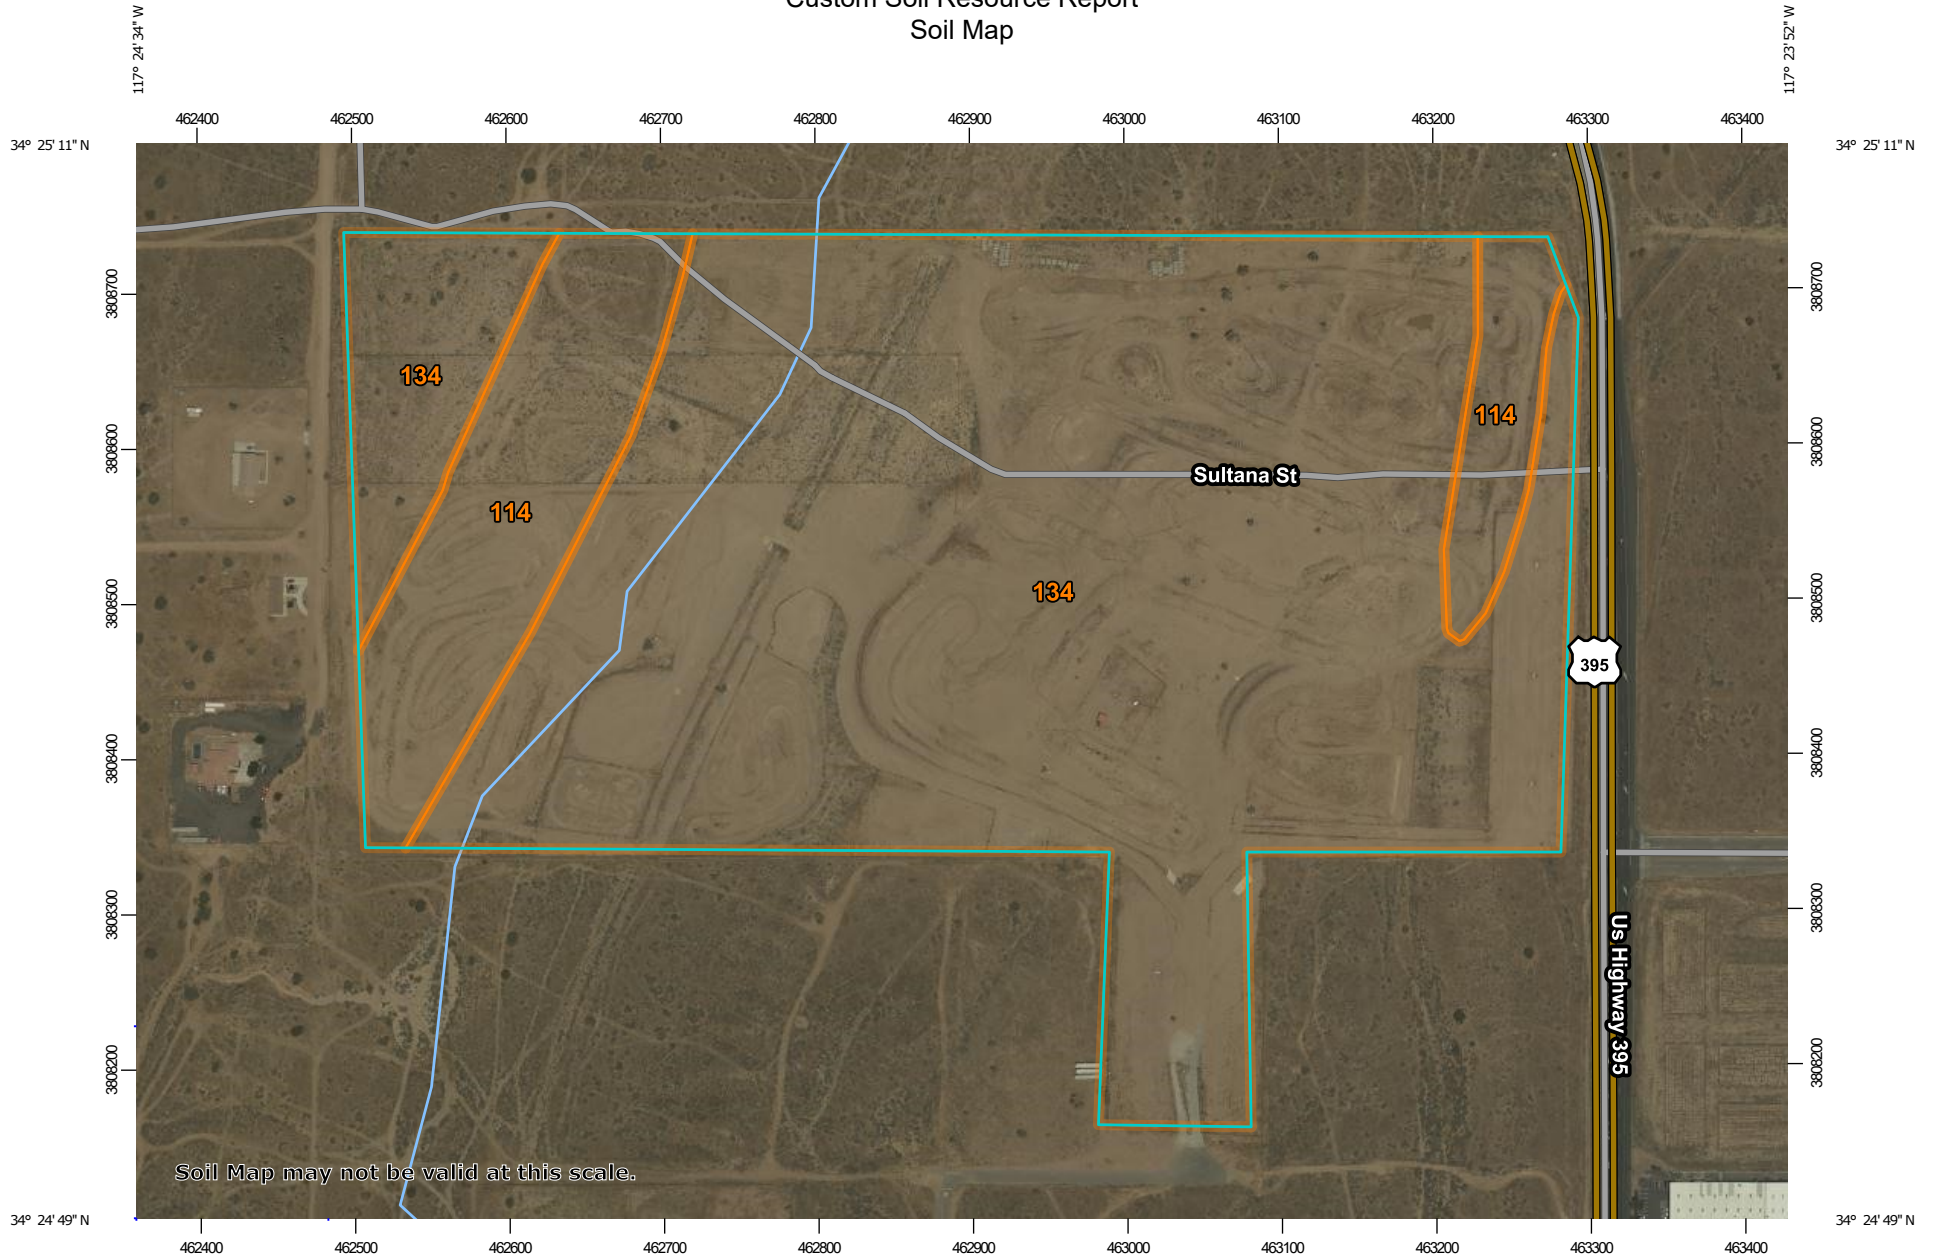 Custom Soil Resource Report
Soil Map
117° 24' 34" W
117° 23' 52" W
462400 462500 462600 462700 462800 462900 463000 463100 463200 463300 463400
34° 25' 11" N
34° 25' 11" N
3808700
3808700
134
114
3808600
3808600
Sultana St
114
134
3808500
3808500
395
3808400
3808400
3808300
3808300
Us Highway 395
3808200
3808200
Soil Map may not be valid at this scale.
34° 24' 49" N
34° 24' 49" N
462400 462500 462600 462700 462800 462900 463000 463100 463200 463300 463400